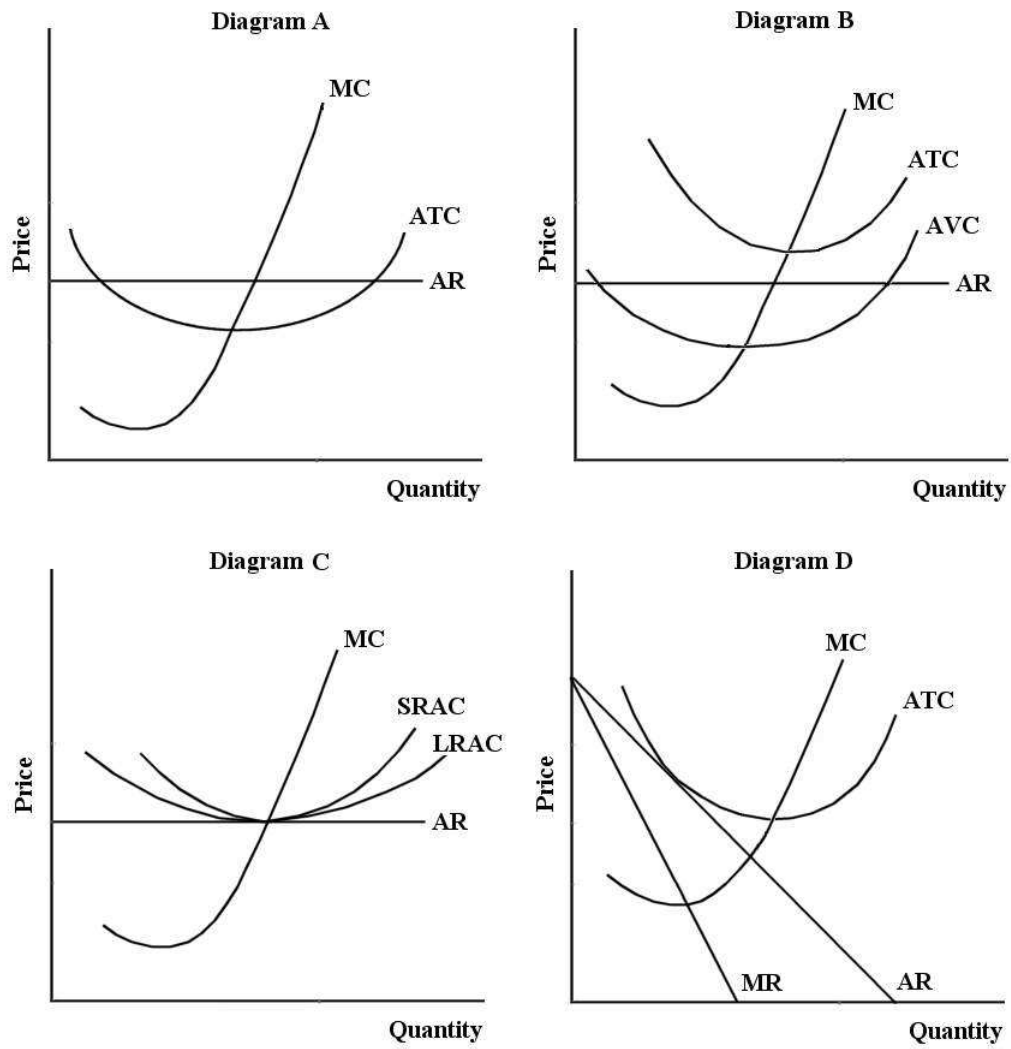 Diagram A
MC
ATC
AR
Price
Quantity
Diagram B
MC
ATC
AVC
AR
Price
Quantity
Diagram C
MC
SRAC
LRAC
AR
Price
Quantity
Diagram D
MC
ATC
Price
MR
AR
Quantity